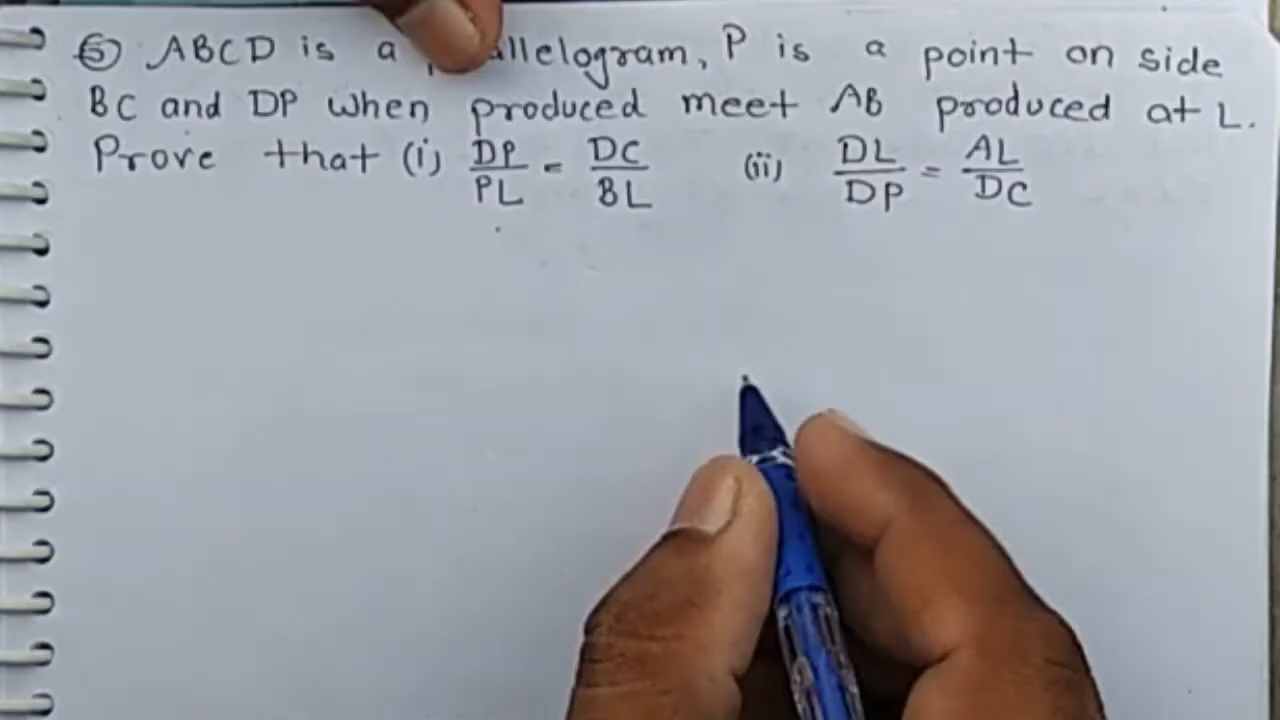 ⑤ ABCD is a allelogram, P is a point on side
BC and DP when produced meet AB produced at L.
Prove that (i) DP/PL = DC/BL (ii) DL/DP = AL/DC